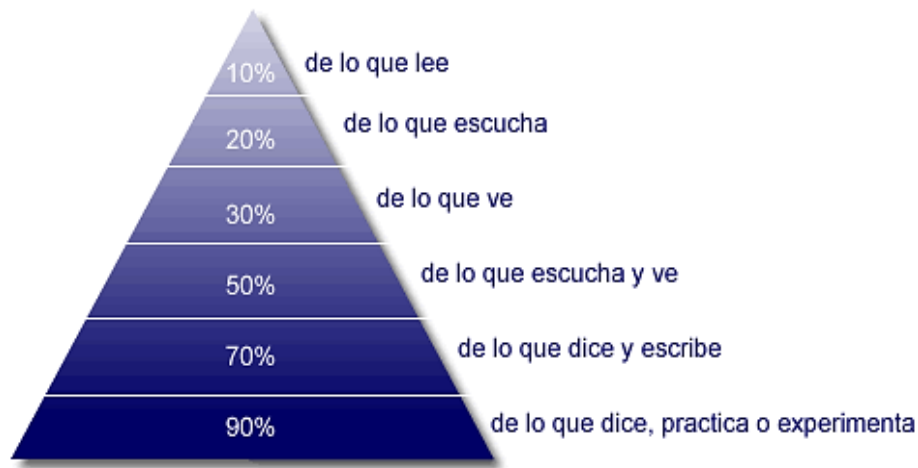 10% de lo que lee
20% de lo que escucha
30% de lo que ve
50% de lo que escucha y ve
70% de lo que dice y escribe
90% de lo que dice, practica o experimenta